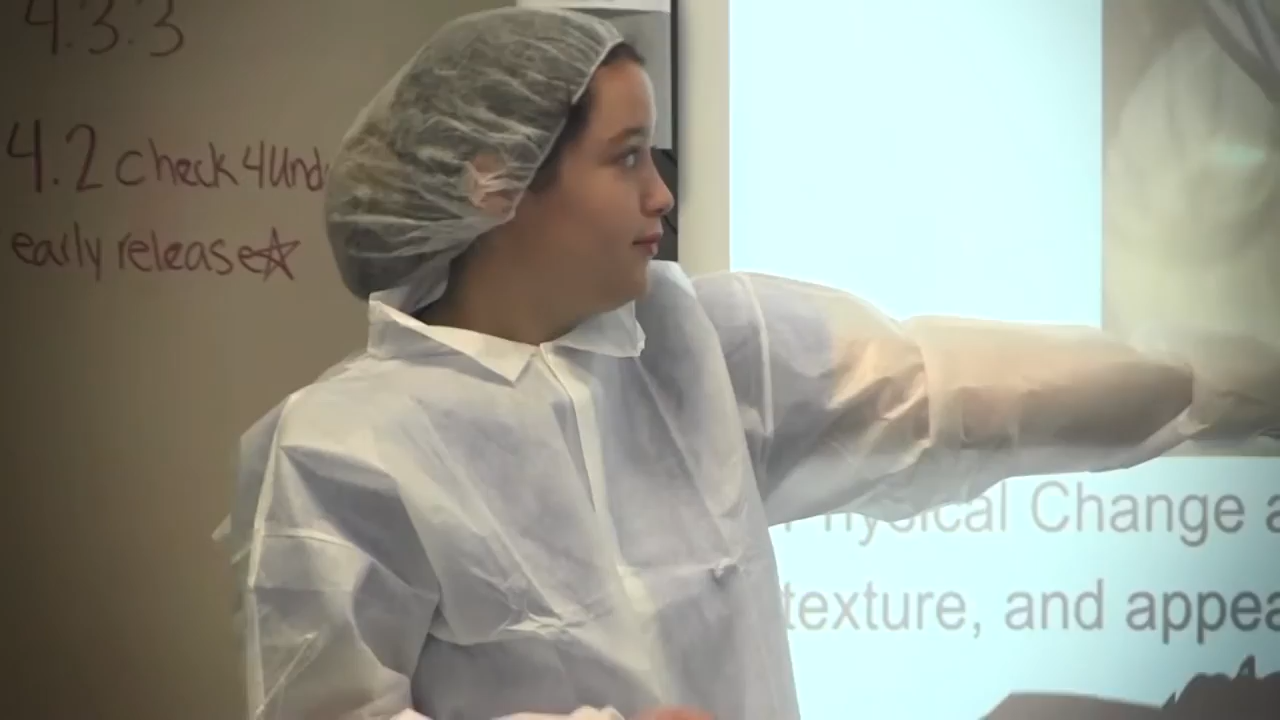 4.3.3
4.2 check 4Und
early release
Physical Change a
texture, and appea